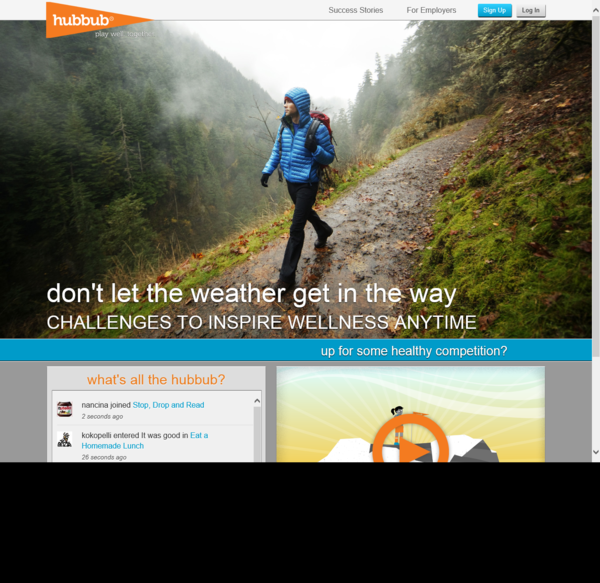 hubbub®
play well, together
Success Stories
For Employers
Sign Up
Log In
don't let the weather get in the way
CHALLENGES TO INSPIRE WELLNESS ANYTIME
up for some healthy competition?
what's all the hubbub?
nancina joined Stop, Drop and Read
2 seconds ago
kokopelli entered It was good in Eat a
Homemade Lunch
26 seconds ago